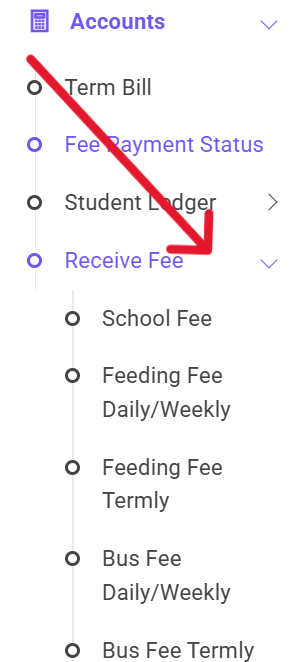 Accounts
Term Bill
Fee Payment Status
Student Ledger
Receive Fee
School Fee
Feeding Fee
Daily/Weekly
Feeding Fee
Termly
Bus Fee
Daily/Weekly
Bus Fee Termly